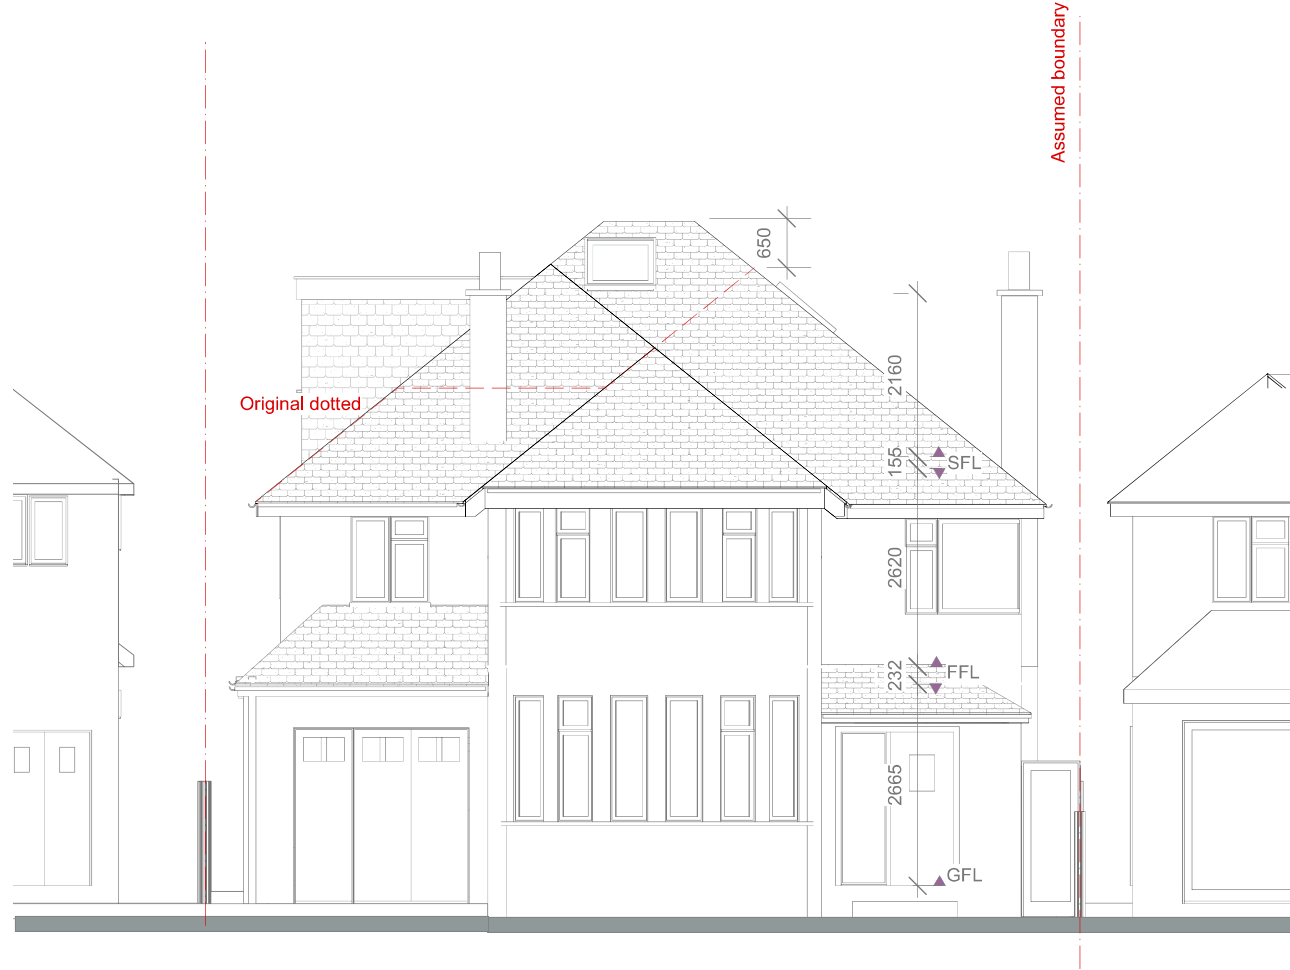 Assumed boundary
650
2160
Original dotted
155
SFL
2620
232
FFL
2665
GFL